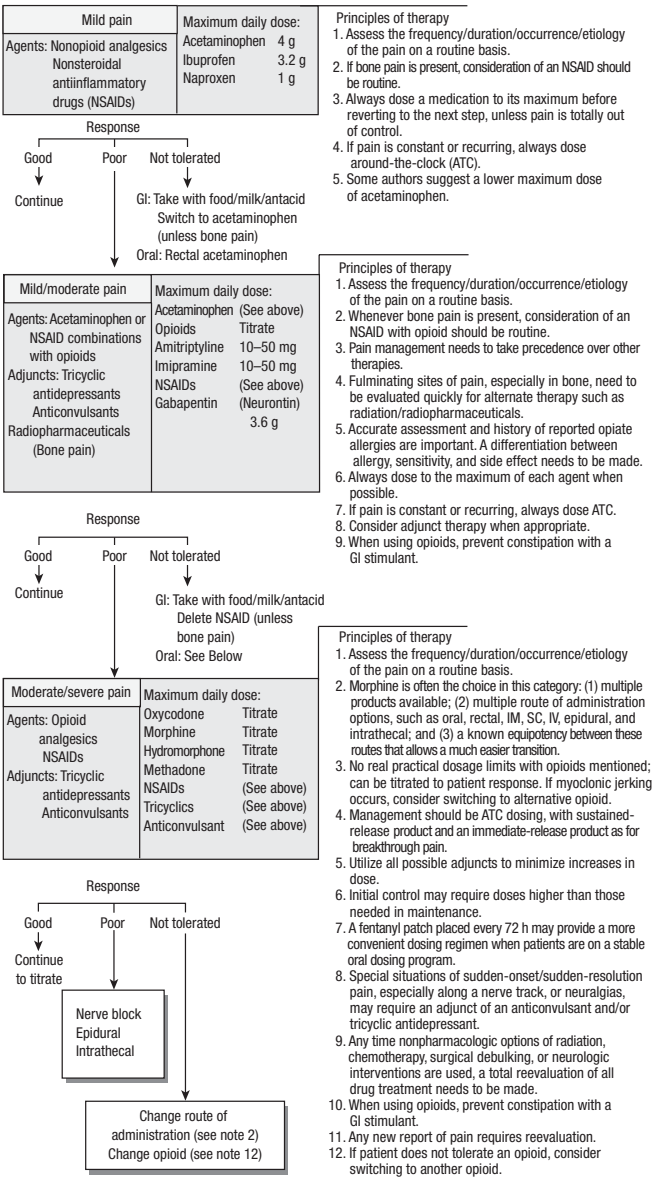 Mild pain
Agents: Nonopioid analgesics
Nonsteroidal
antiinflammatory
drugs (NSAIDs)
Maximum daily dose:
Acetaminophen 4 g
Ibuprofen 3.2 g
Naproxen 1 g
Principles of therapy
1. Assess the frequency/duration/occurrence/etiology
of the pain on a routine basis.
2. If bone pain is present, consideration of an NSAID should
be routine.
3. Always dose a medication to its maximum before
reverting to the next step, unless pain is totally out
of control.
4. If pain is constant or recurring, always dose
around-the-clock (ATC).
5. Some authors suggest a lower maximum dose
of acetaminophen.
Response
Good Poor Not tolerated
Continue
GI: Take with food/milk/antacid
Switch to acetaminophen
(unless bone pain)
Oral: Rectal acetaminophen
Mild/moderate pain
Agents: Acetaminophen or
NSAID combinations
with opioids
Adjuncts: Tricyclic
antidepressants
Anticonvulsants
Radiopharmaceuticals
(Bone pain)
Maximum daily dose:
Acetaminophen (See above)
Opioids Titrate
Amitriptyline 10–50 mg
Imipramine 10–50 mg
NSAIDs (See above)
Gabapentin (Neurontin)
3.6 g
Principles of therapy
1. Assess the frequency/duration/occurrence/etiology
of the pain on a routine basis.
2. Whenever bone pain is present, consideration of an
NSAID with opioid should be routine.
3. Pain management needs to take precedence over other
therapies.
4. Fulminating sites of pain, especially in bone, need to
be evaluated quickly for alternate therapy such as
radiation/radiopharmaceuticals.
5. Accurate assessment and history of reported opiate
allergies are important. A differentiation between
allergy, sensitivity, and side effect needs to be made.
6. Always dose to the maximum of each agent when
possible.
7. If pain is constant or recurring, always dose ATC.
8. Consider adjunct therapy when appropriate.
9. When using opioids, prevent constipation with a
GI stimulant.
Response
Good Poor Not tolerated
Continue
GI: Take with food/milk/antacid
Delete NSAID (unless
bone pain)
Oral: See Below
Moderate/severe pain
Agents: Opioid
analgesics
NSAIDs
Adjuncts: Tricyclic
antidepressants
Anticonvulsants
Maximum daily dose:
Oxycodone Titrate
Morphine Titrate
Hydromorphone Titrate
Methadone Titrate
NSAIDs (See above)
Tricyclics (See above)
Anticonvulsant (See above)
Principles of therapy
1. Assess the frequency/duration/occurrence/etiology
of the pain on a routine basis.
2. Morphine is often the choice in this category: (1) multiple
products available; (2) multiple route of administration
options, such as oral, rectal, IM, SC, IV, epidural, and
intrathecal; and (3) a known equipotency between these
routes that allows a much easier transition.
3. No real practical dosage limits with opioids mentioned;
can be titrated to patient response. If myoclonic jerking
occurs, consider switching to alternative opioid.
4. Management should be ATC dosing, with sustained-
release product and an immediate-release product as for
breakthrough pain.
5. Utilize all possible adjuncts to minimize increases in
dose.
6. Initial control may require doses higher than those
needed in maintenance.
7. A fentanyl patch placed every 72 h may provide a more
convenient dosing regimen when patients are on a stable
oral dosing program.
8. Special situations of sudden-onset/sudden-resolution
pain, especially along a nerve track, or neuralgias,
may require an adjunct of an anticonvulsant and/or
tricyclic antidepressant.
9. Any time nonpharmacologic options of radiation,
chemotherapy, surgical debulking, or neurologic
interventions are used, a total reevaluation of all
drug treatment needs to be made.
10. When using opioids, prevent constipation with a
GI stimulant.
11. Any new report of pain requires reevaluation.
12. If patient does not tolerate an opioid, consider
switching to another opioid.
Response
Good Poor Not tolerated
Continue
to titrate
Nerve block
Epidural
Intrathecal
Change route of
administration (see note 2)
Change opioid (see note 12)